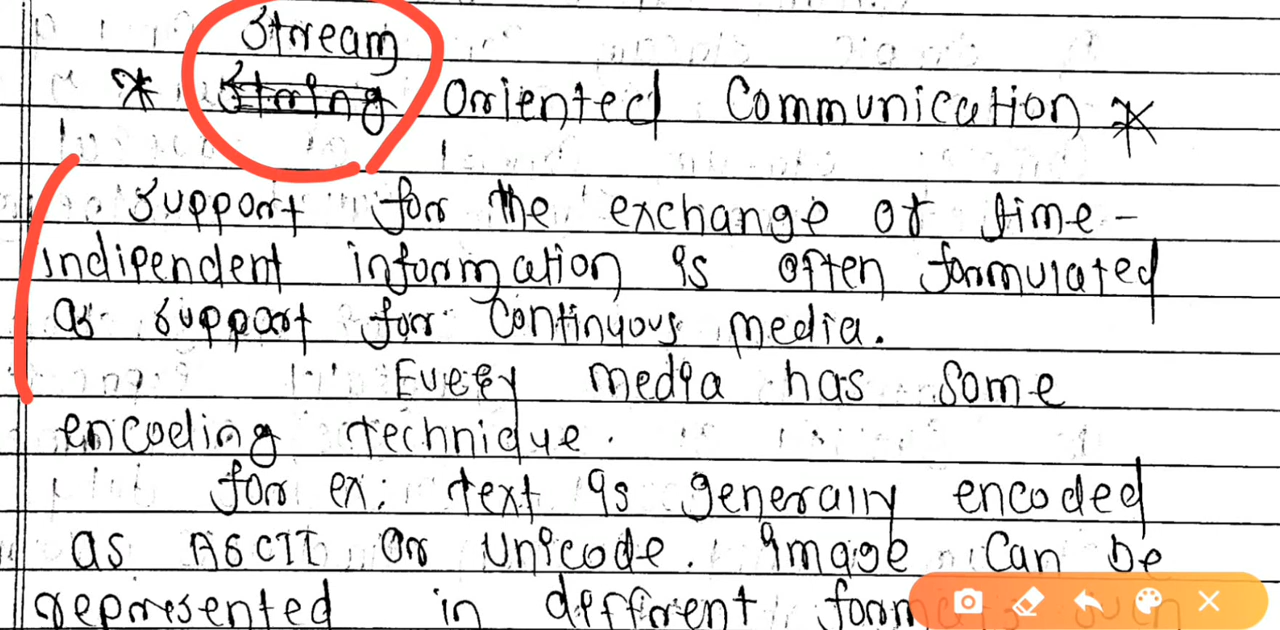 Stream
* String Oriented Communication *
Support for the exchange of time-
indipendent information is often formulated
as support for continuous media.
Every media has some
encoding technique.
for ex: text is generally encoded
as ASCII or unicode. image can be
represented in different